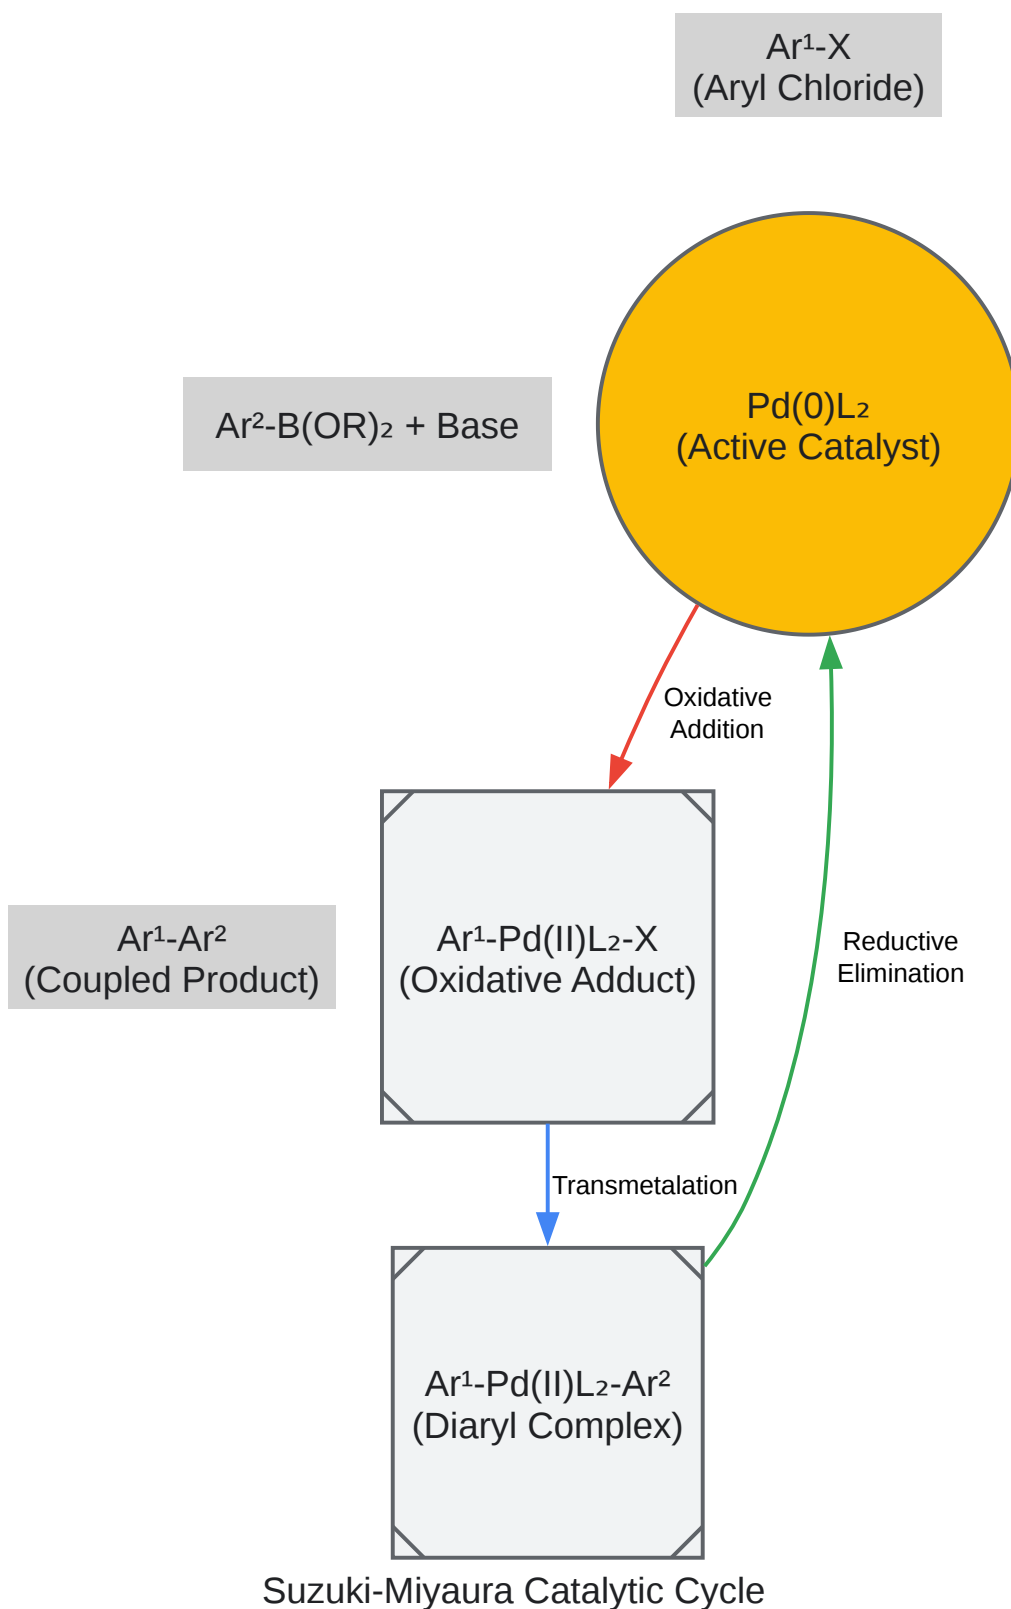 Ar¹-X
(Aryl Chloride)
Pd(0)L₂
(Active Catalyst)
Ar²-B(OR)₂ + Base
Oxidative
Addition
Ar¹-Ar²
(Coupled Product)
Ar¹-Pd(II)L₂-X
(Oxidative Adduct)
Reductive
Elimination
Transmetalation
Ar¹-Pd(II)L₂-Ar²
(Diaryl Complex)
Suzuki-Miyaura Catalytic Cycle